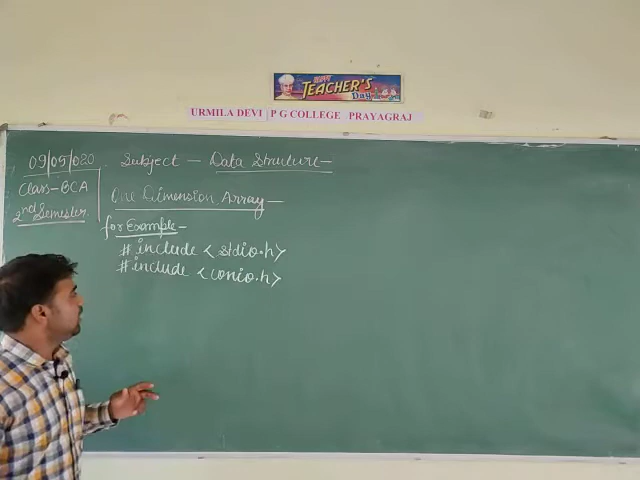 HAPPY
TEACHER'S
Day
URMILA DEVI P G COLLEGE PRAYAGRAJ
09/09/020 Subject - Data Structure -
Class-BCA
2nd Semester.
One Dimension Array -
for Example -
#include <stdio.h>
#include <conio.h>